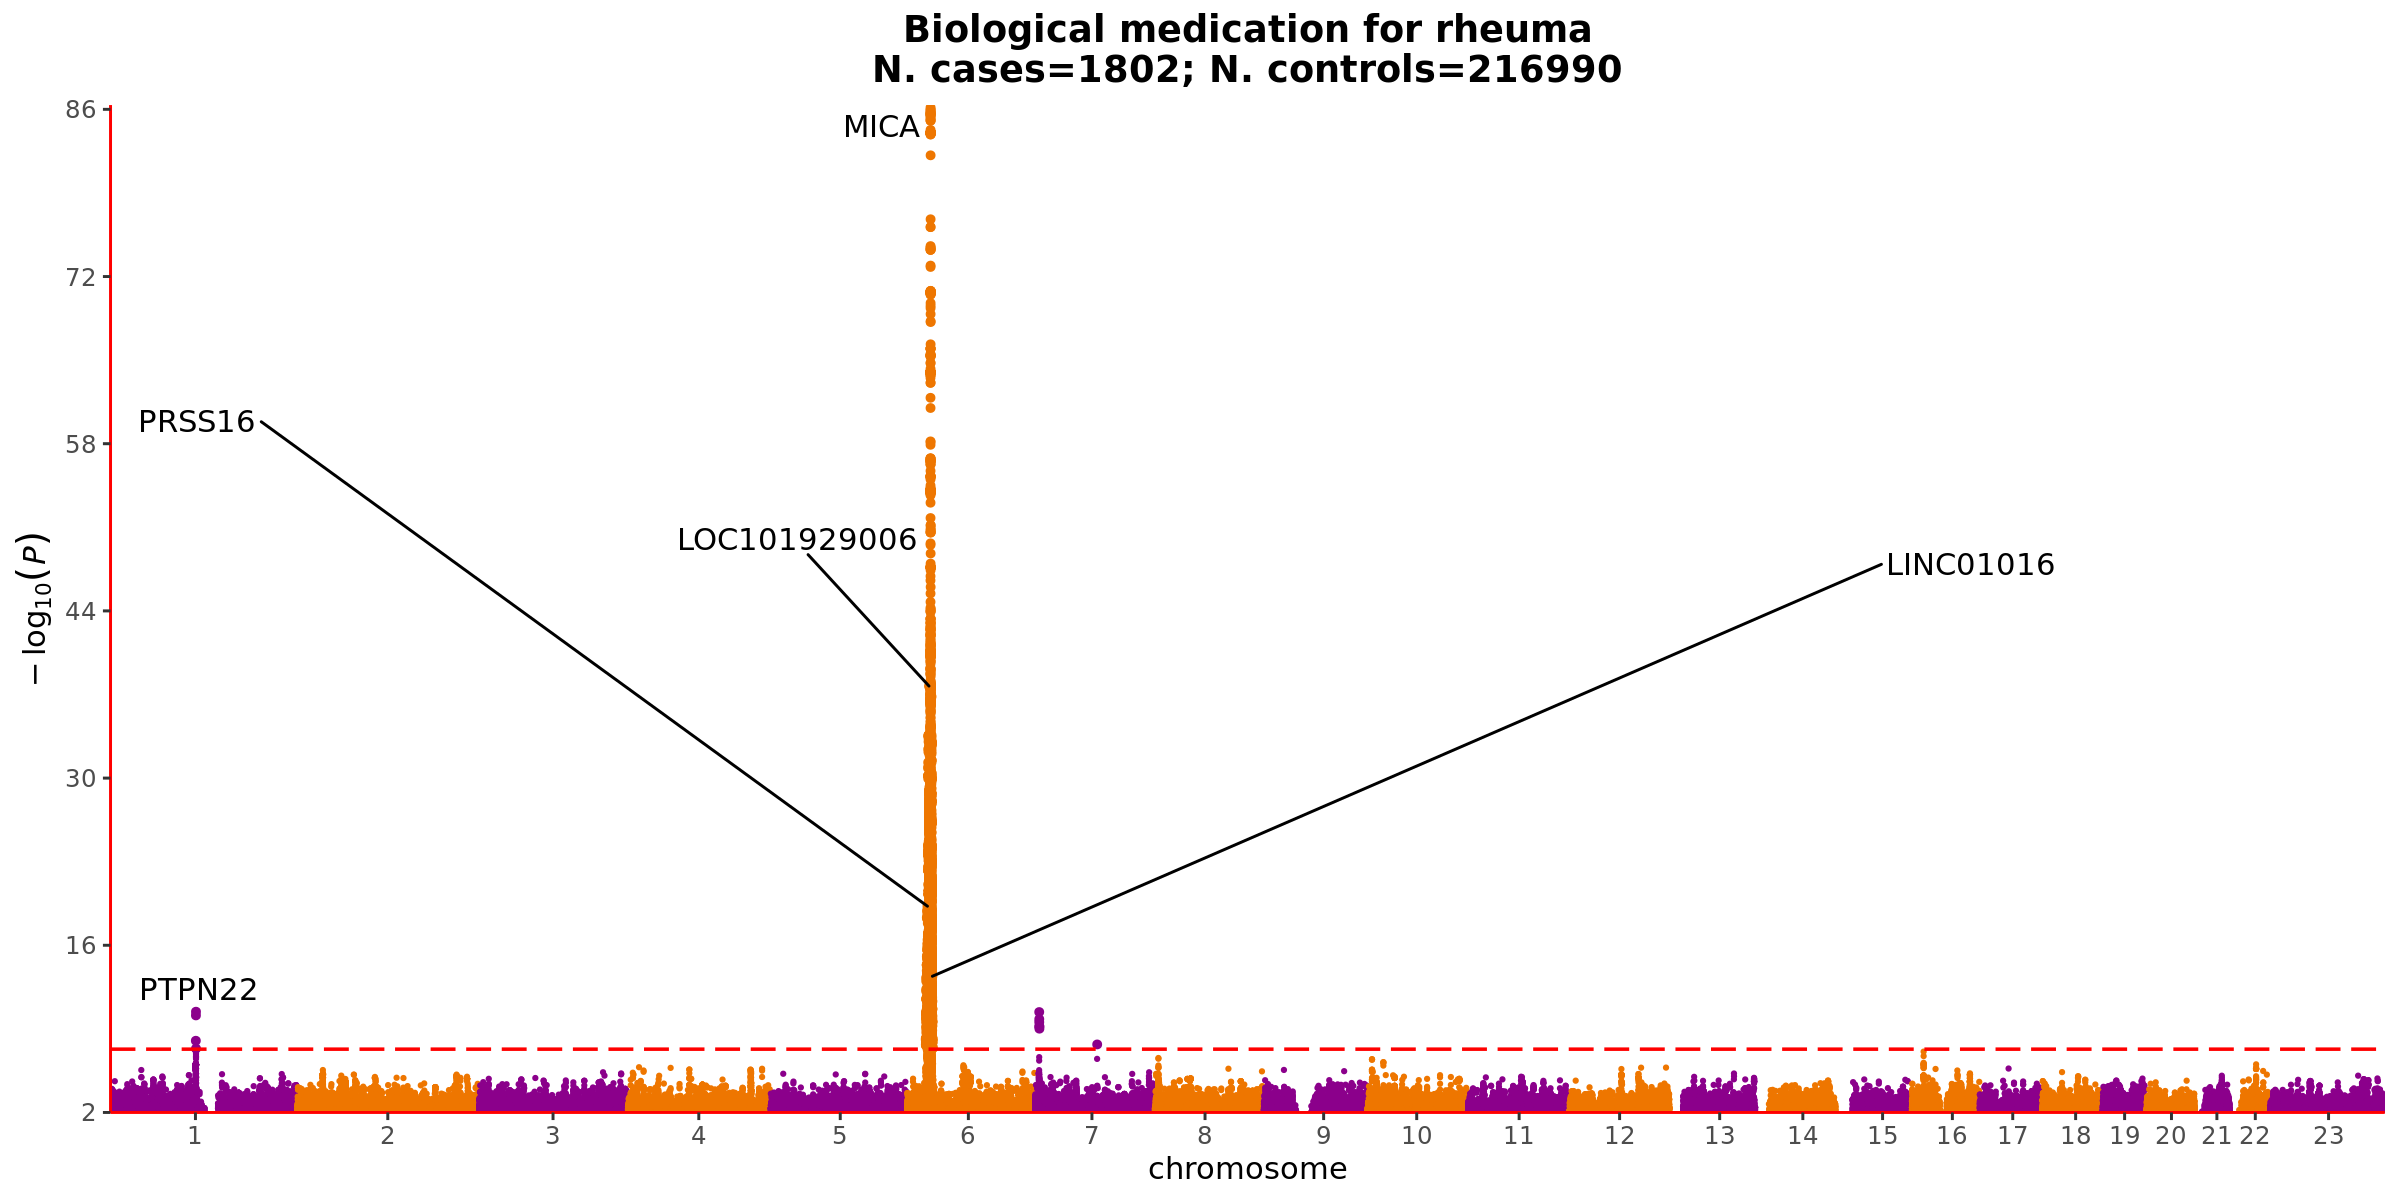 Biological medication for rheuma
N. cases=1802; N. controls=216990
86
72
58
44
30
16
2
−log10(P)
MICA
PRSS16
LOC101929006
LINC01016
PTPN22
1 2 3 4 5 6 7 8 9 10 11 12 13 14 15 16 17 18 19 20 21 22 23
chromosome